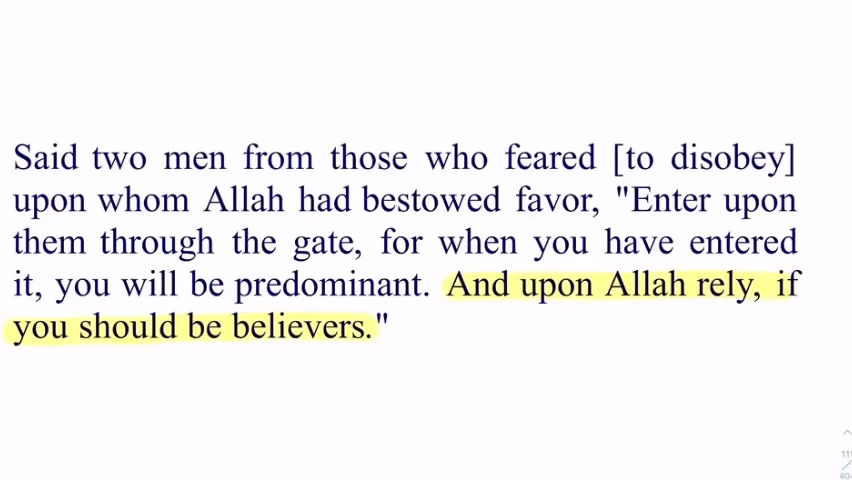 Said two men from those who feared [to disobey]
upon whom Allah had bestowed favor, "Enter upon
them through the gate, for when you have entered
it, you will be predominant. And upon Allah rely, if
you should be believers."